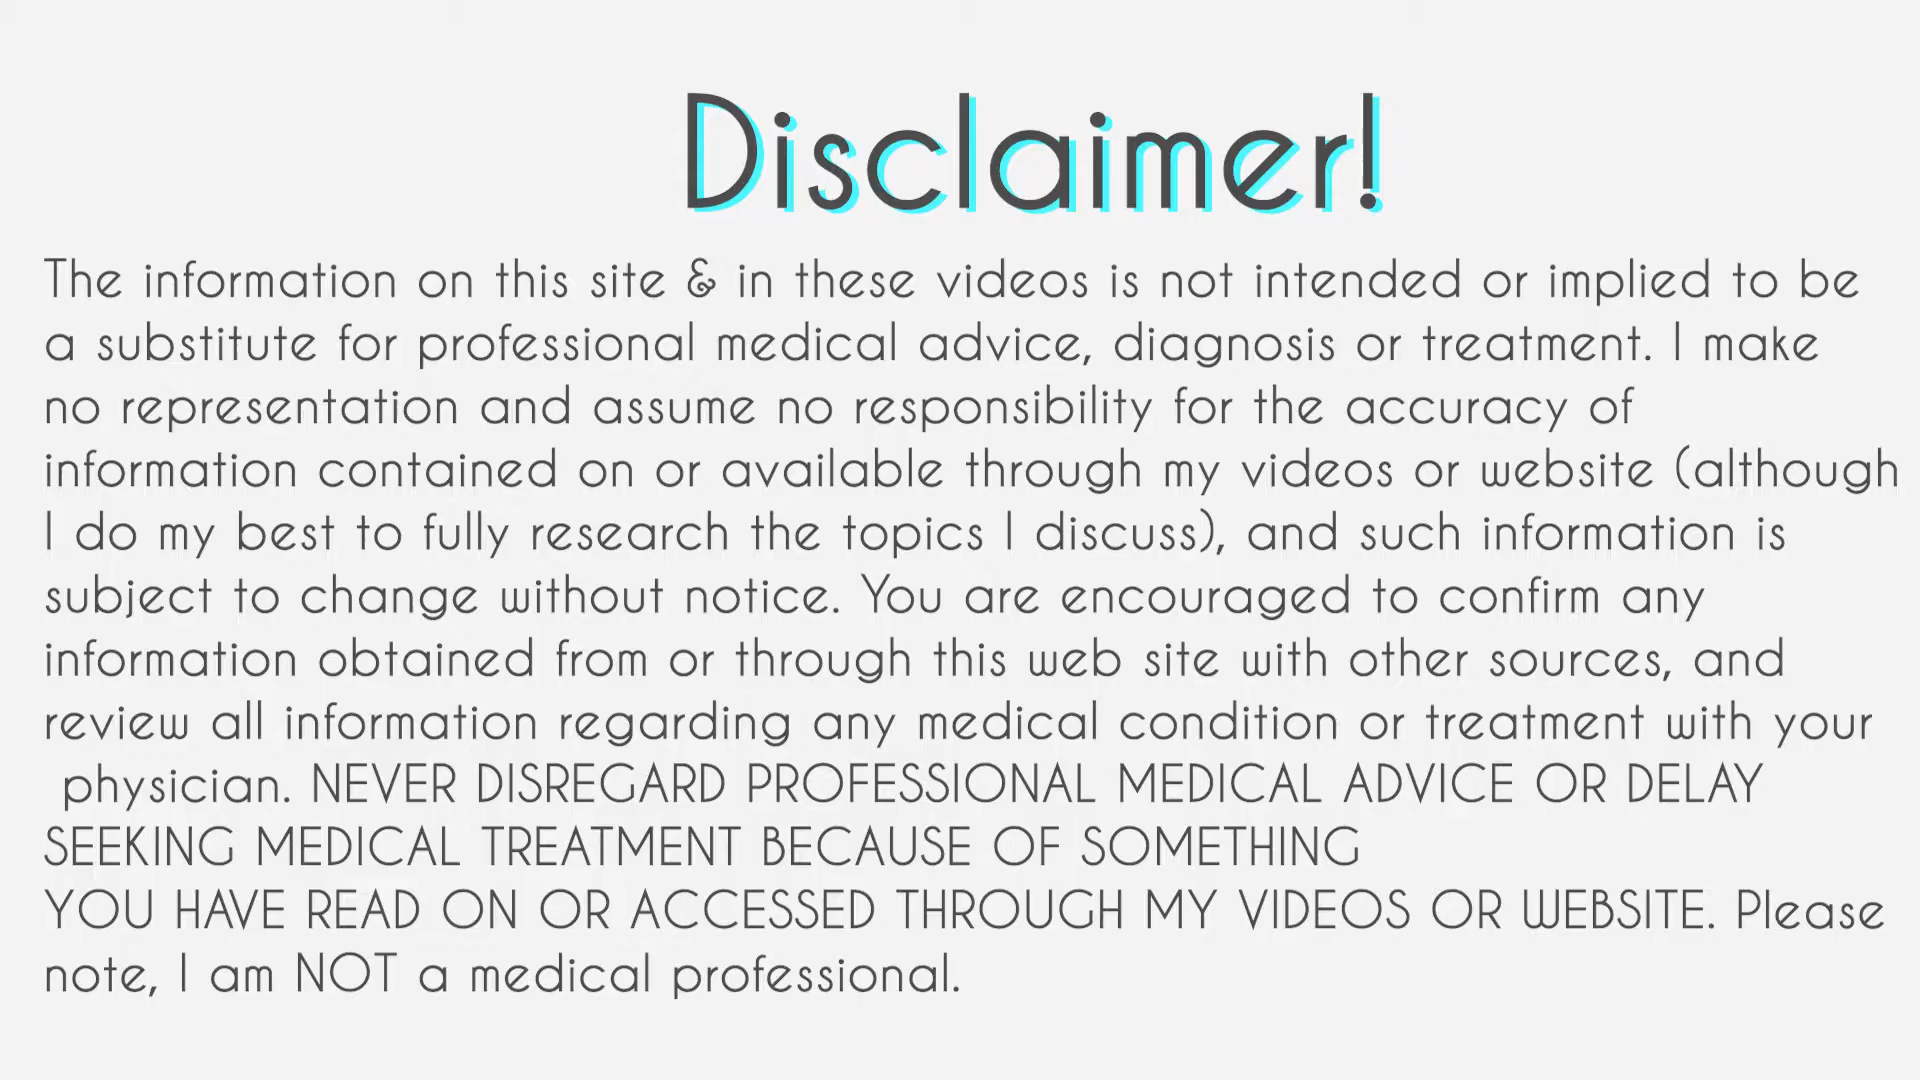 Disclaimer!
The information on this site & in these videos is not intended or implied to be
a substitute for professional medical advice, diagnosis or treatment. I make
no representation and assume no responsibility for the accuracy of
information contained on or available through my videos or website (although
I do my best to fully research the topics I discuss), and such information is
subject to change without notice. You are encouraged to confirm any
information obtained from or through this web site with other sources, and
review all information regarding any medical condition or treatment with your
physician. NEVER DISREGARD PROFESSIONAL MEDICAL ADVICE OR DELAY
SEEKING MEDICAL TREATMENT BECAUSE OF SOMETHING
YOU HAVE READ ON OR ACCESSED THROUGH MY VIDEOS OR WEBSITE. Please
note, I am NOT a medical professional.